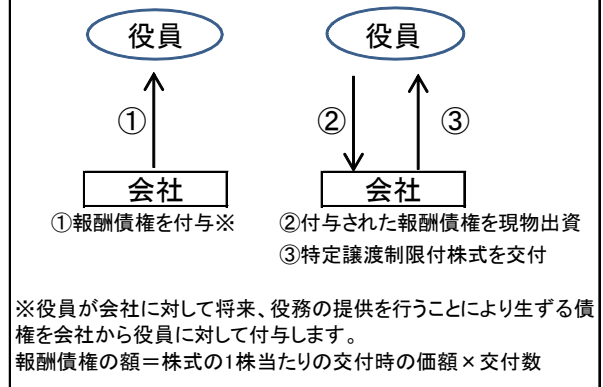 役員 役員
① ② ③
会社 会社
①報酬債権を付与※ ②付与された報酬債権を現物出資
③特定譲渡制限付株式を交付
※役員が会社に対して将来、役務の提供を行うことにより生ずる債
権を会社から役員に対して付与します。
報酬債権の額＝株式の1株当たりの交付時の価額×交付数